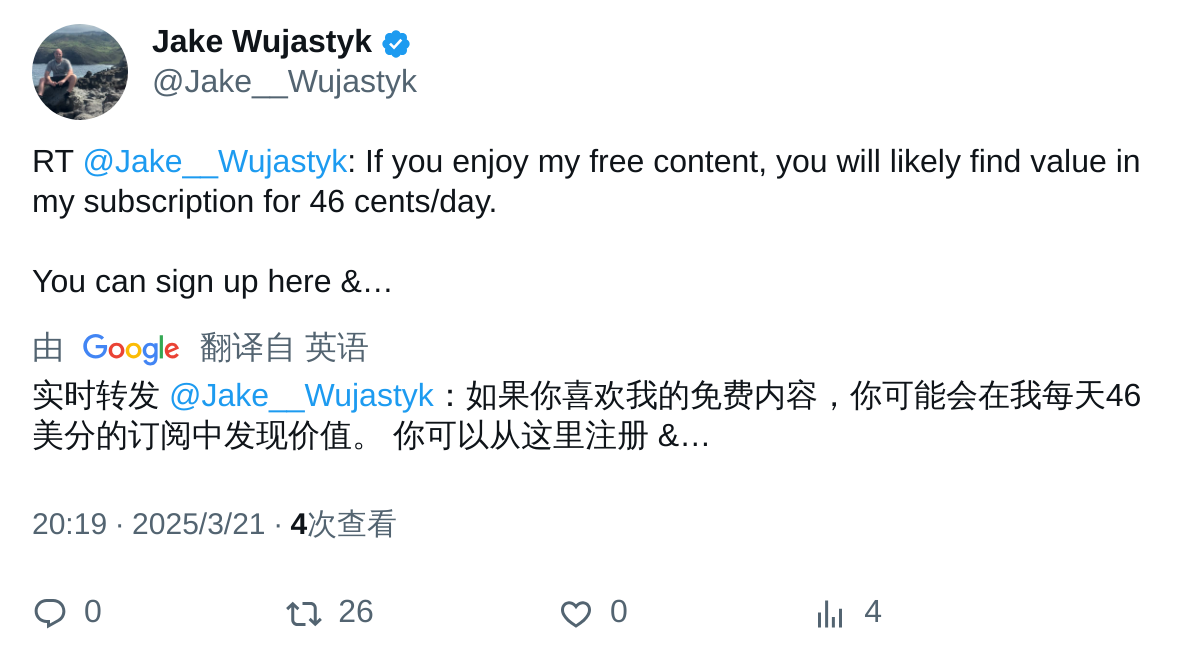 Jake Wujastyk
@Jake__Wujastyk
RT @Jake__Wujastyk: If you enjoy my free content, you will likely find value in
my subscription for 46 cents/day.
You can sign up here &…
由 Google 翻译自 英语
实时转发 @Jake__Wujastyk：如果你喜欢我的免费内容，你可能会在我每天46
美分的订阅中发现价值。 你可以从这里注册 &…
20:19 · 2025/3/21 · 4次查看
0 26 0 4